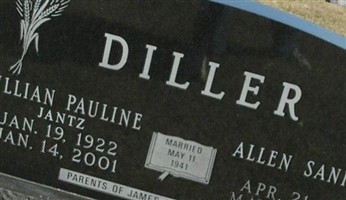 DILLER
LLIAN PAULINE
JANTZ
JAN. 19, 1922
JAN. 14, 2001
MARRIED
MAY 11,
1941
ALLEN SAN
APR. 2
PARENTS OF JAMES